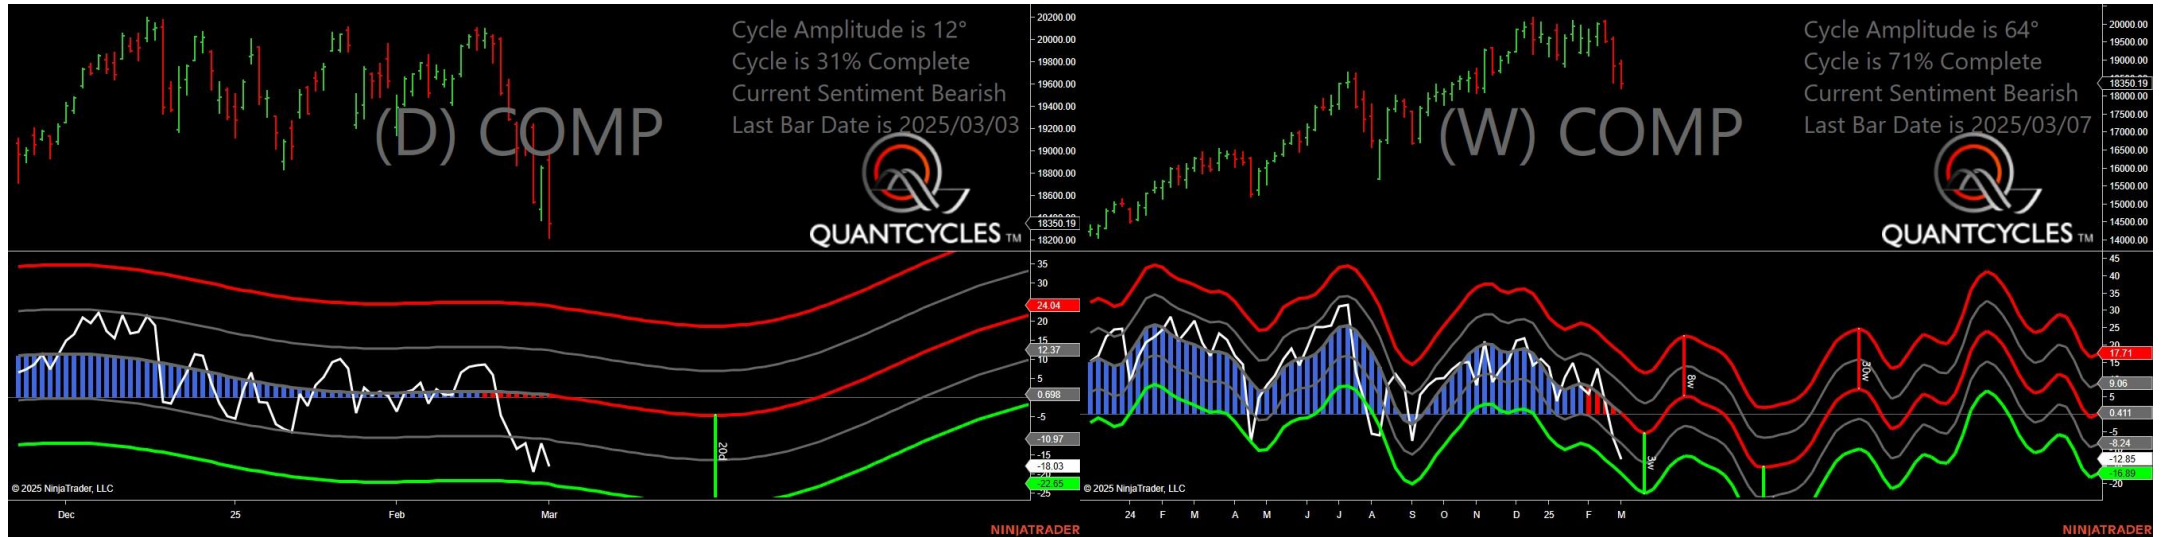 Cycle Amplitude is 12°
Cycle is 31% Complete
Current Sentiment Bearish
Last Bar Date is 2025/03/03
(D) COMP
QUANTCYCLES TM
20200.00
20000.00
19800.00
19600.00
19400.00
19200.00
19000.00
18800.00
18600.00
18400.00
18350.19
18200.00
35
30
24.04
20
15
12.37
10
5
0.698
-5
-10.97
-15
-18.03
-22.65
-25
20d
© 2025 NinjaTrader, LLC
Dec 25 Feb Mar
NINJATRADER
Cycle Amplitude is 64°
Cycle is 71% Complete
Current Sentiment Bearish
Last Bar Date is 2025/03/07
(W) COMP
QUANTCYCLES TM
20000.00
19500.00
19000.00
18350.19
18000.00
17500.00
17000.00
16500.00
16000.00
15500.00
15000.00
14500.00
14000.00
45
40
35
30
25
20
17.71
15
9.06
5
0.411
-5
-8.24
-12.85
-16.89
-20
8w
30w
3w
© 2025 NinjaTrader, LLC
24 F M A M J J A S O N D 25 F M
NINJATRADER